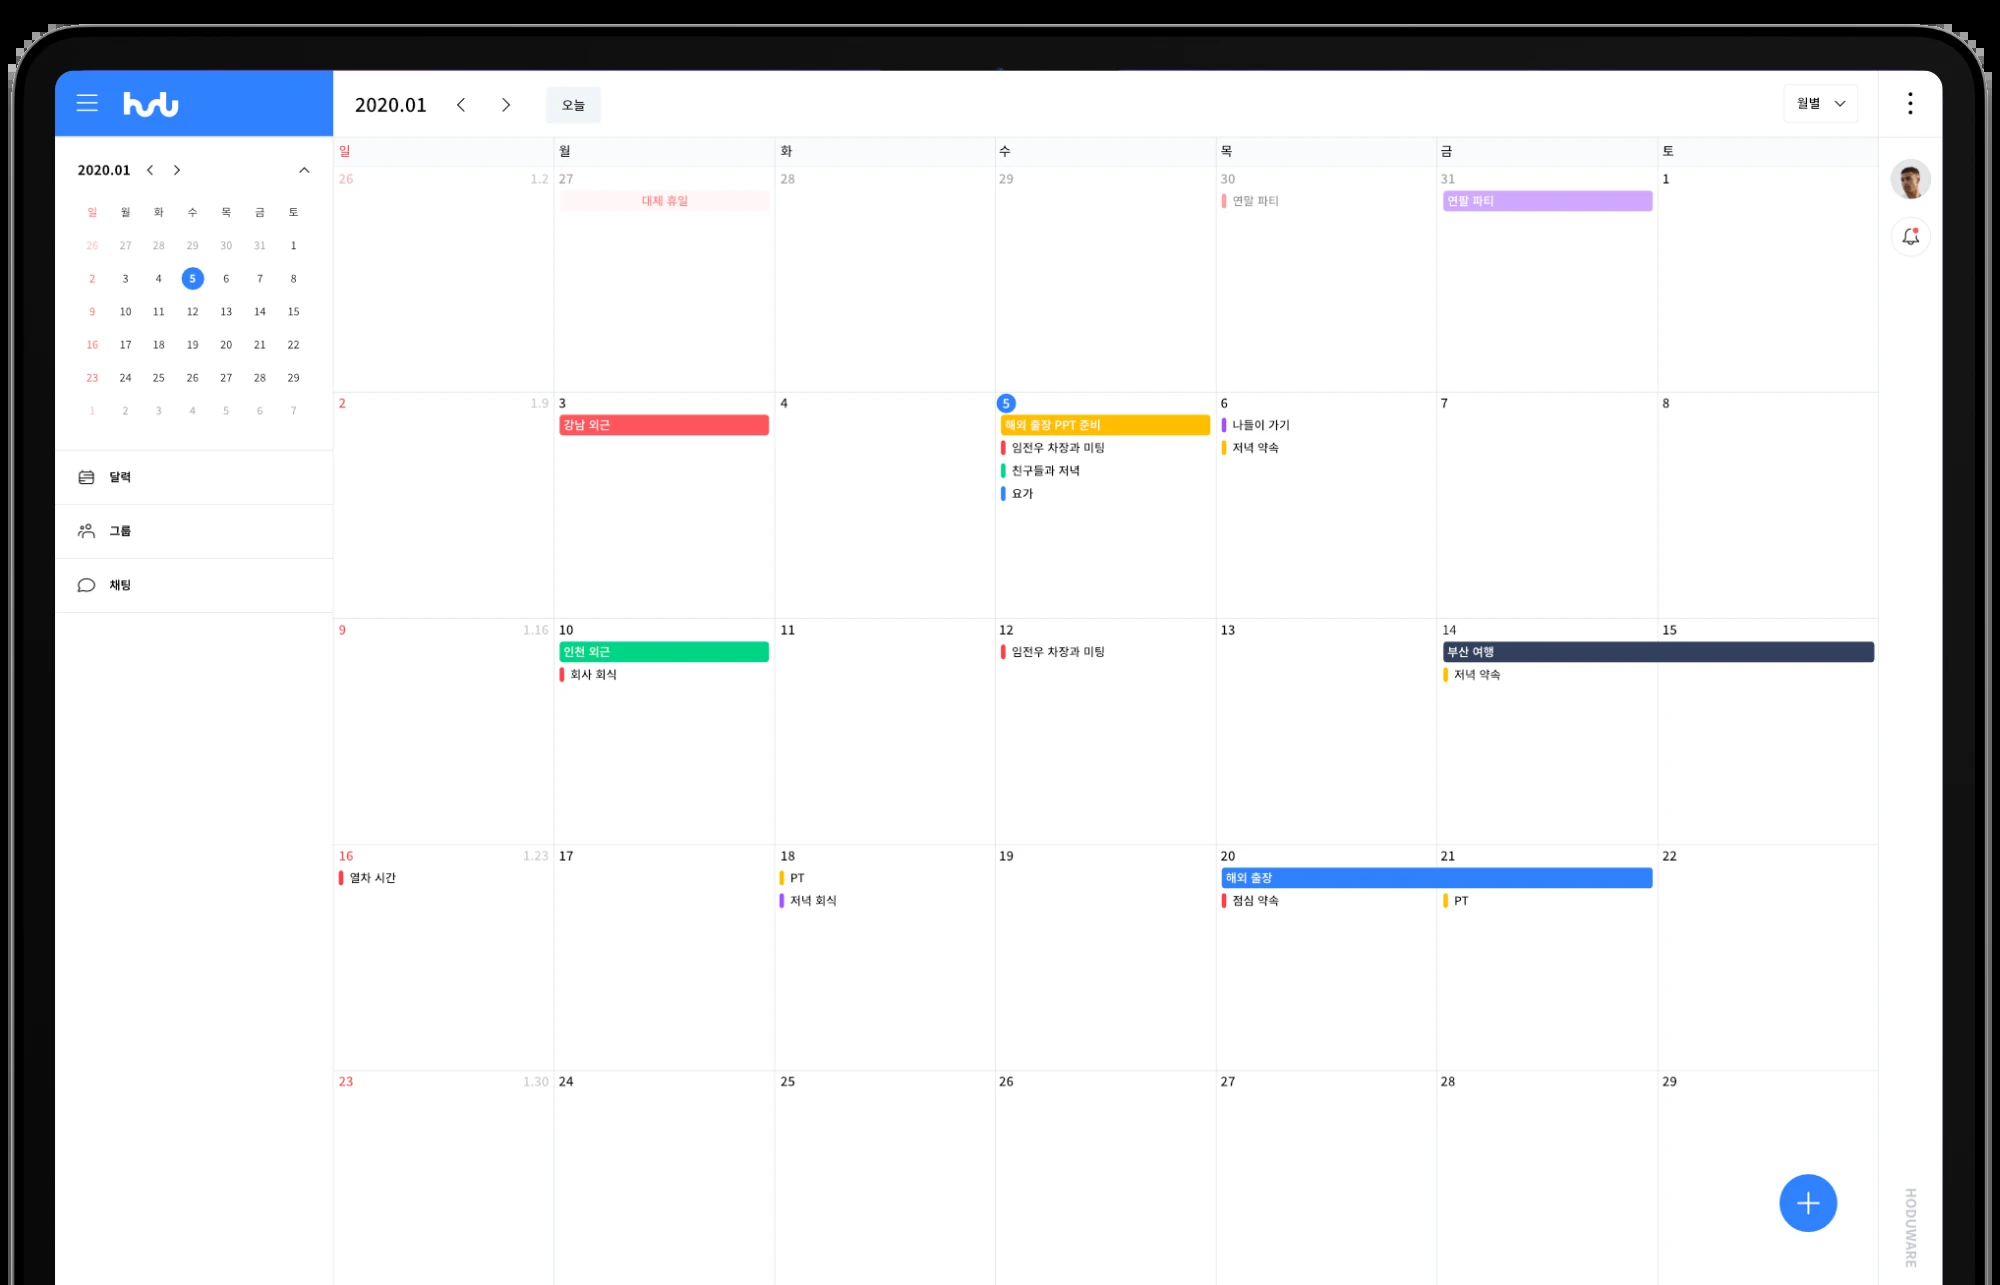 hodu
2020.01
오늘
월별
2020.01
일 월 화 수 목 금 토
26 27 28 29 30 31 1
2 3 4 5 6 7 8
9 10 11 12 13 14 15
16 17 18 19 20 21 22
23 24 25 26 27 28 29
1 2 3 4 5 6 7
달력
그룹
채팅
일 월 화 수 목 금 토
26 1.2 27 28 29 30 31 1
대체 휴일 연말 파티 연팔 파티
2 1.9 3 4 5 6 7 8
강남 외근 해외 출장 PPT 준비 나들이 가기
임전우 차장과 미팅 저녁 약속
친구들과 저녁
요가
9 1.16 10 11 12 13 14 15
인천 외근 임전우 차장과 미팅 부산 여행
회사 회식 저녁 약속
16 1.23 17 18 19 20 21 22
열차 시간 PT 해외 출장
저녁 회식 점심 약속 PT
23 1.30 24 25 26 27 28 29
HODUWARE